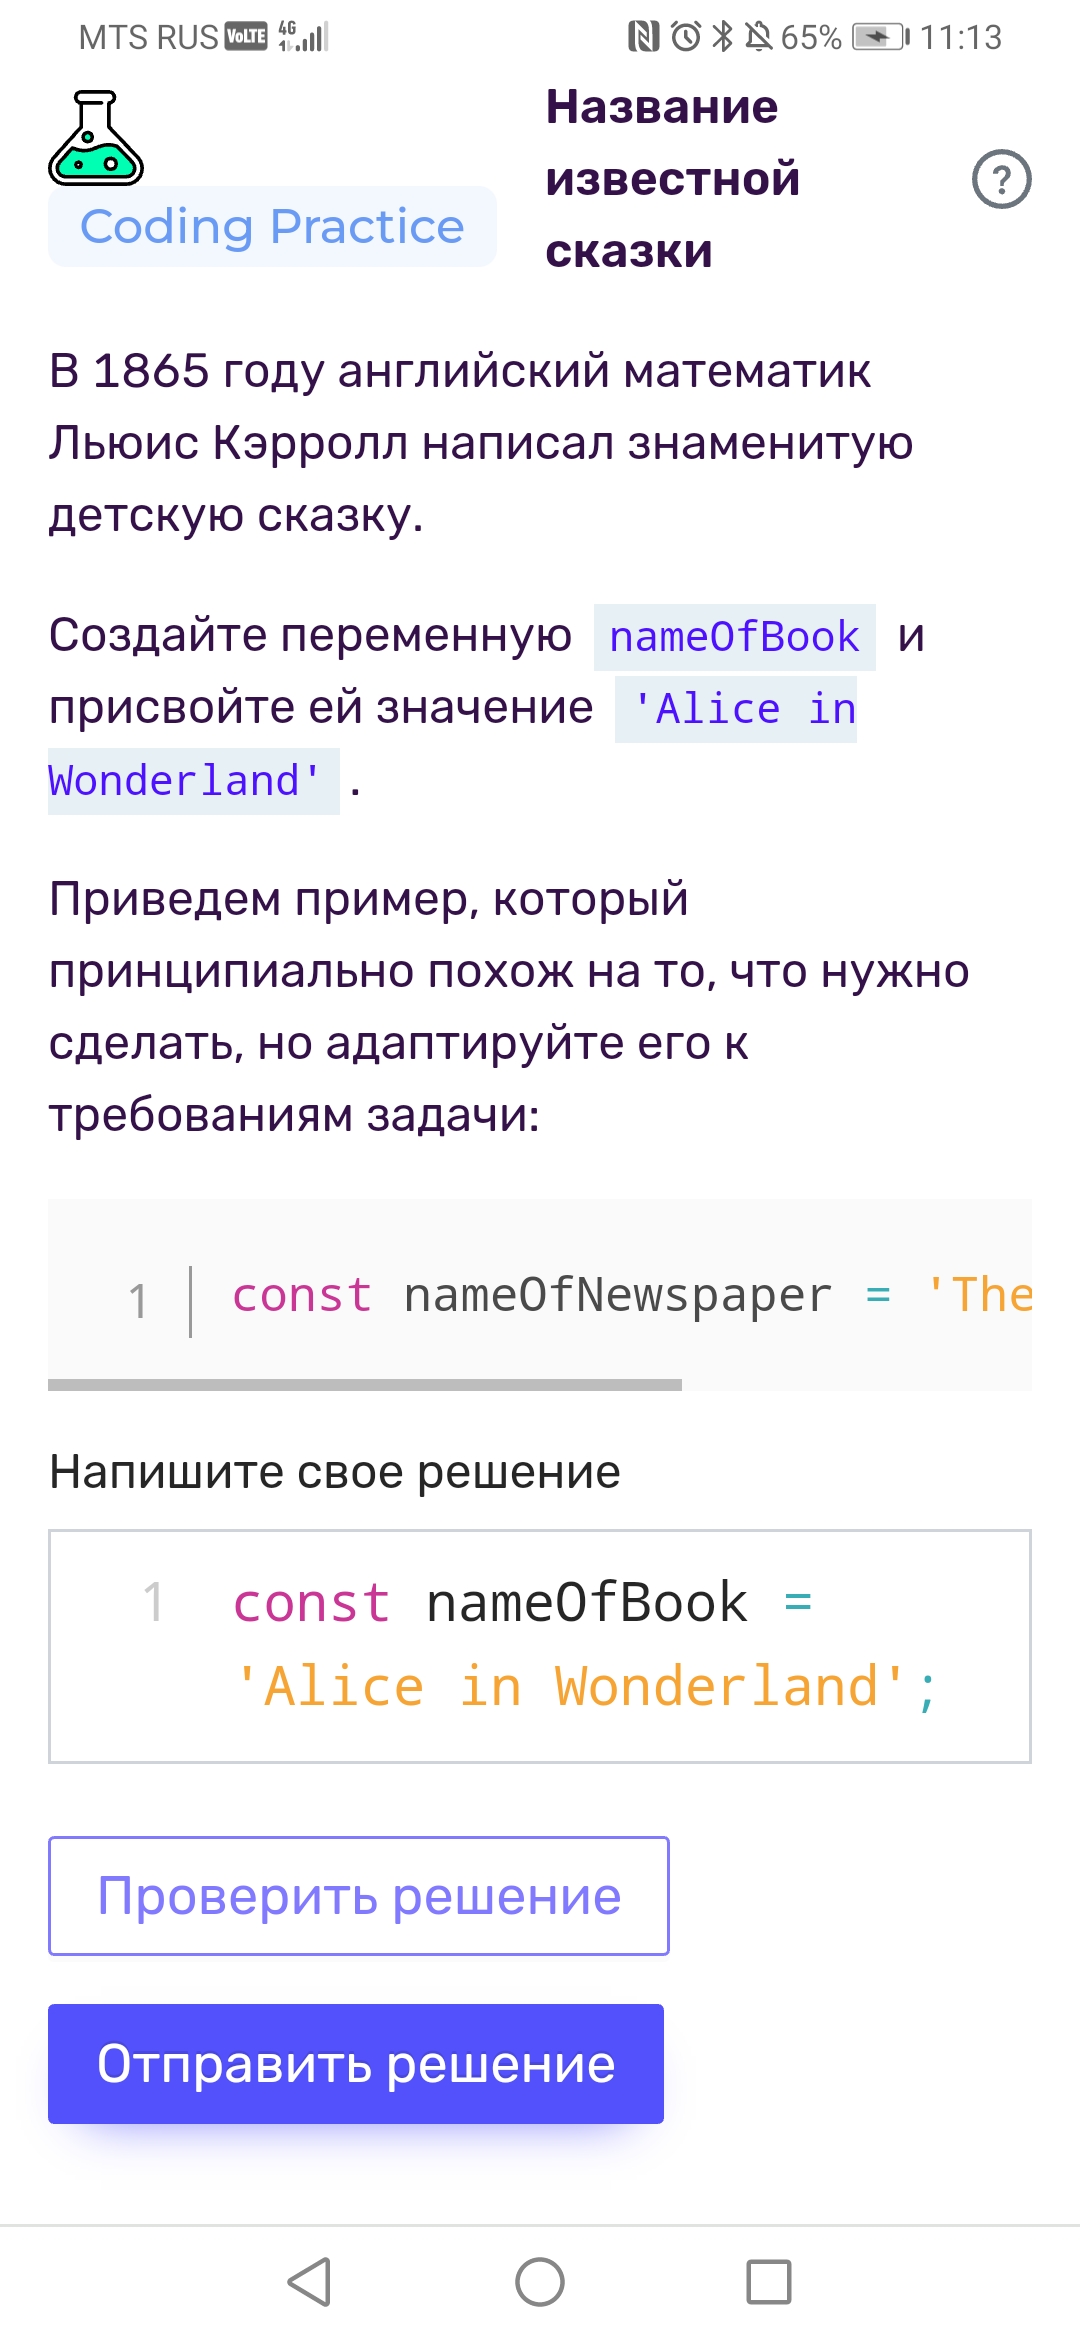 MTS RUS VoLTE 4G 65% 11:13
Название
известной
сказки
?
Coding Practice
В 1865 году английский математик
Льюис Кэрролл написал знаменитую
детскую сказку.
Создайте переменную nameOfBook и
присвойте ей значение 'Alice in
Wonderland' .
Приведем пример, который
принципиально похож на то, что нужно
сделать, но адаптируйте его к
требованиям задачи:
1 const nameOfNewspaper = 'The
Напишите свое решение
1 const nameOfBook =
'Alice in Wonderland';
Проверить решение
Отправить решение